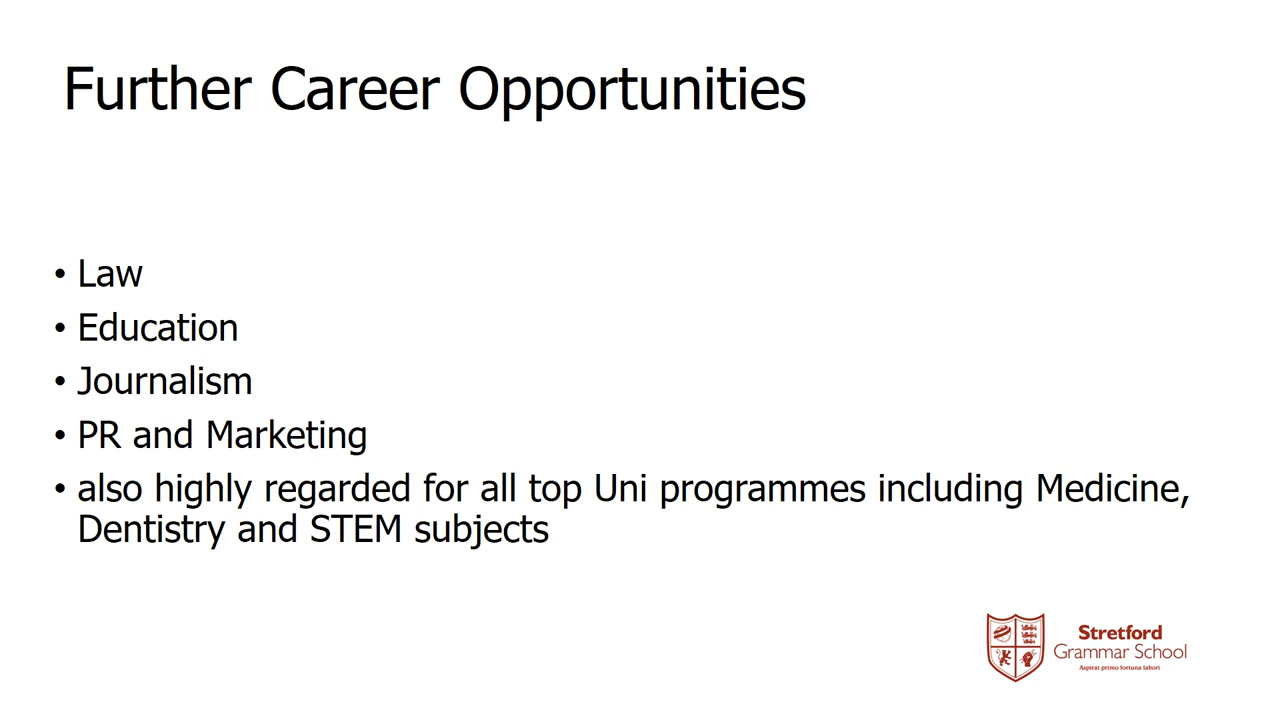 Further Career Opportunities
• Law
• Education
• Journalism
• PR and Marketing
• also highly regarded for all top Uni programmes including Medicine,
Dentistry and STEM subjects
Stretford
Grammar School
Aspirat primo fortuna labori